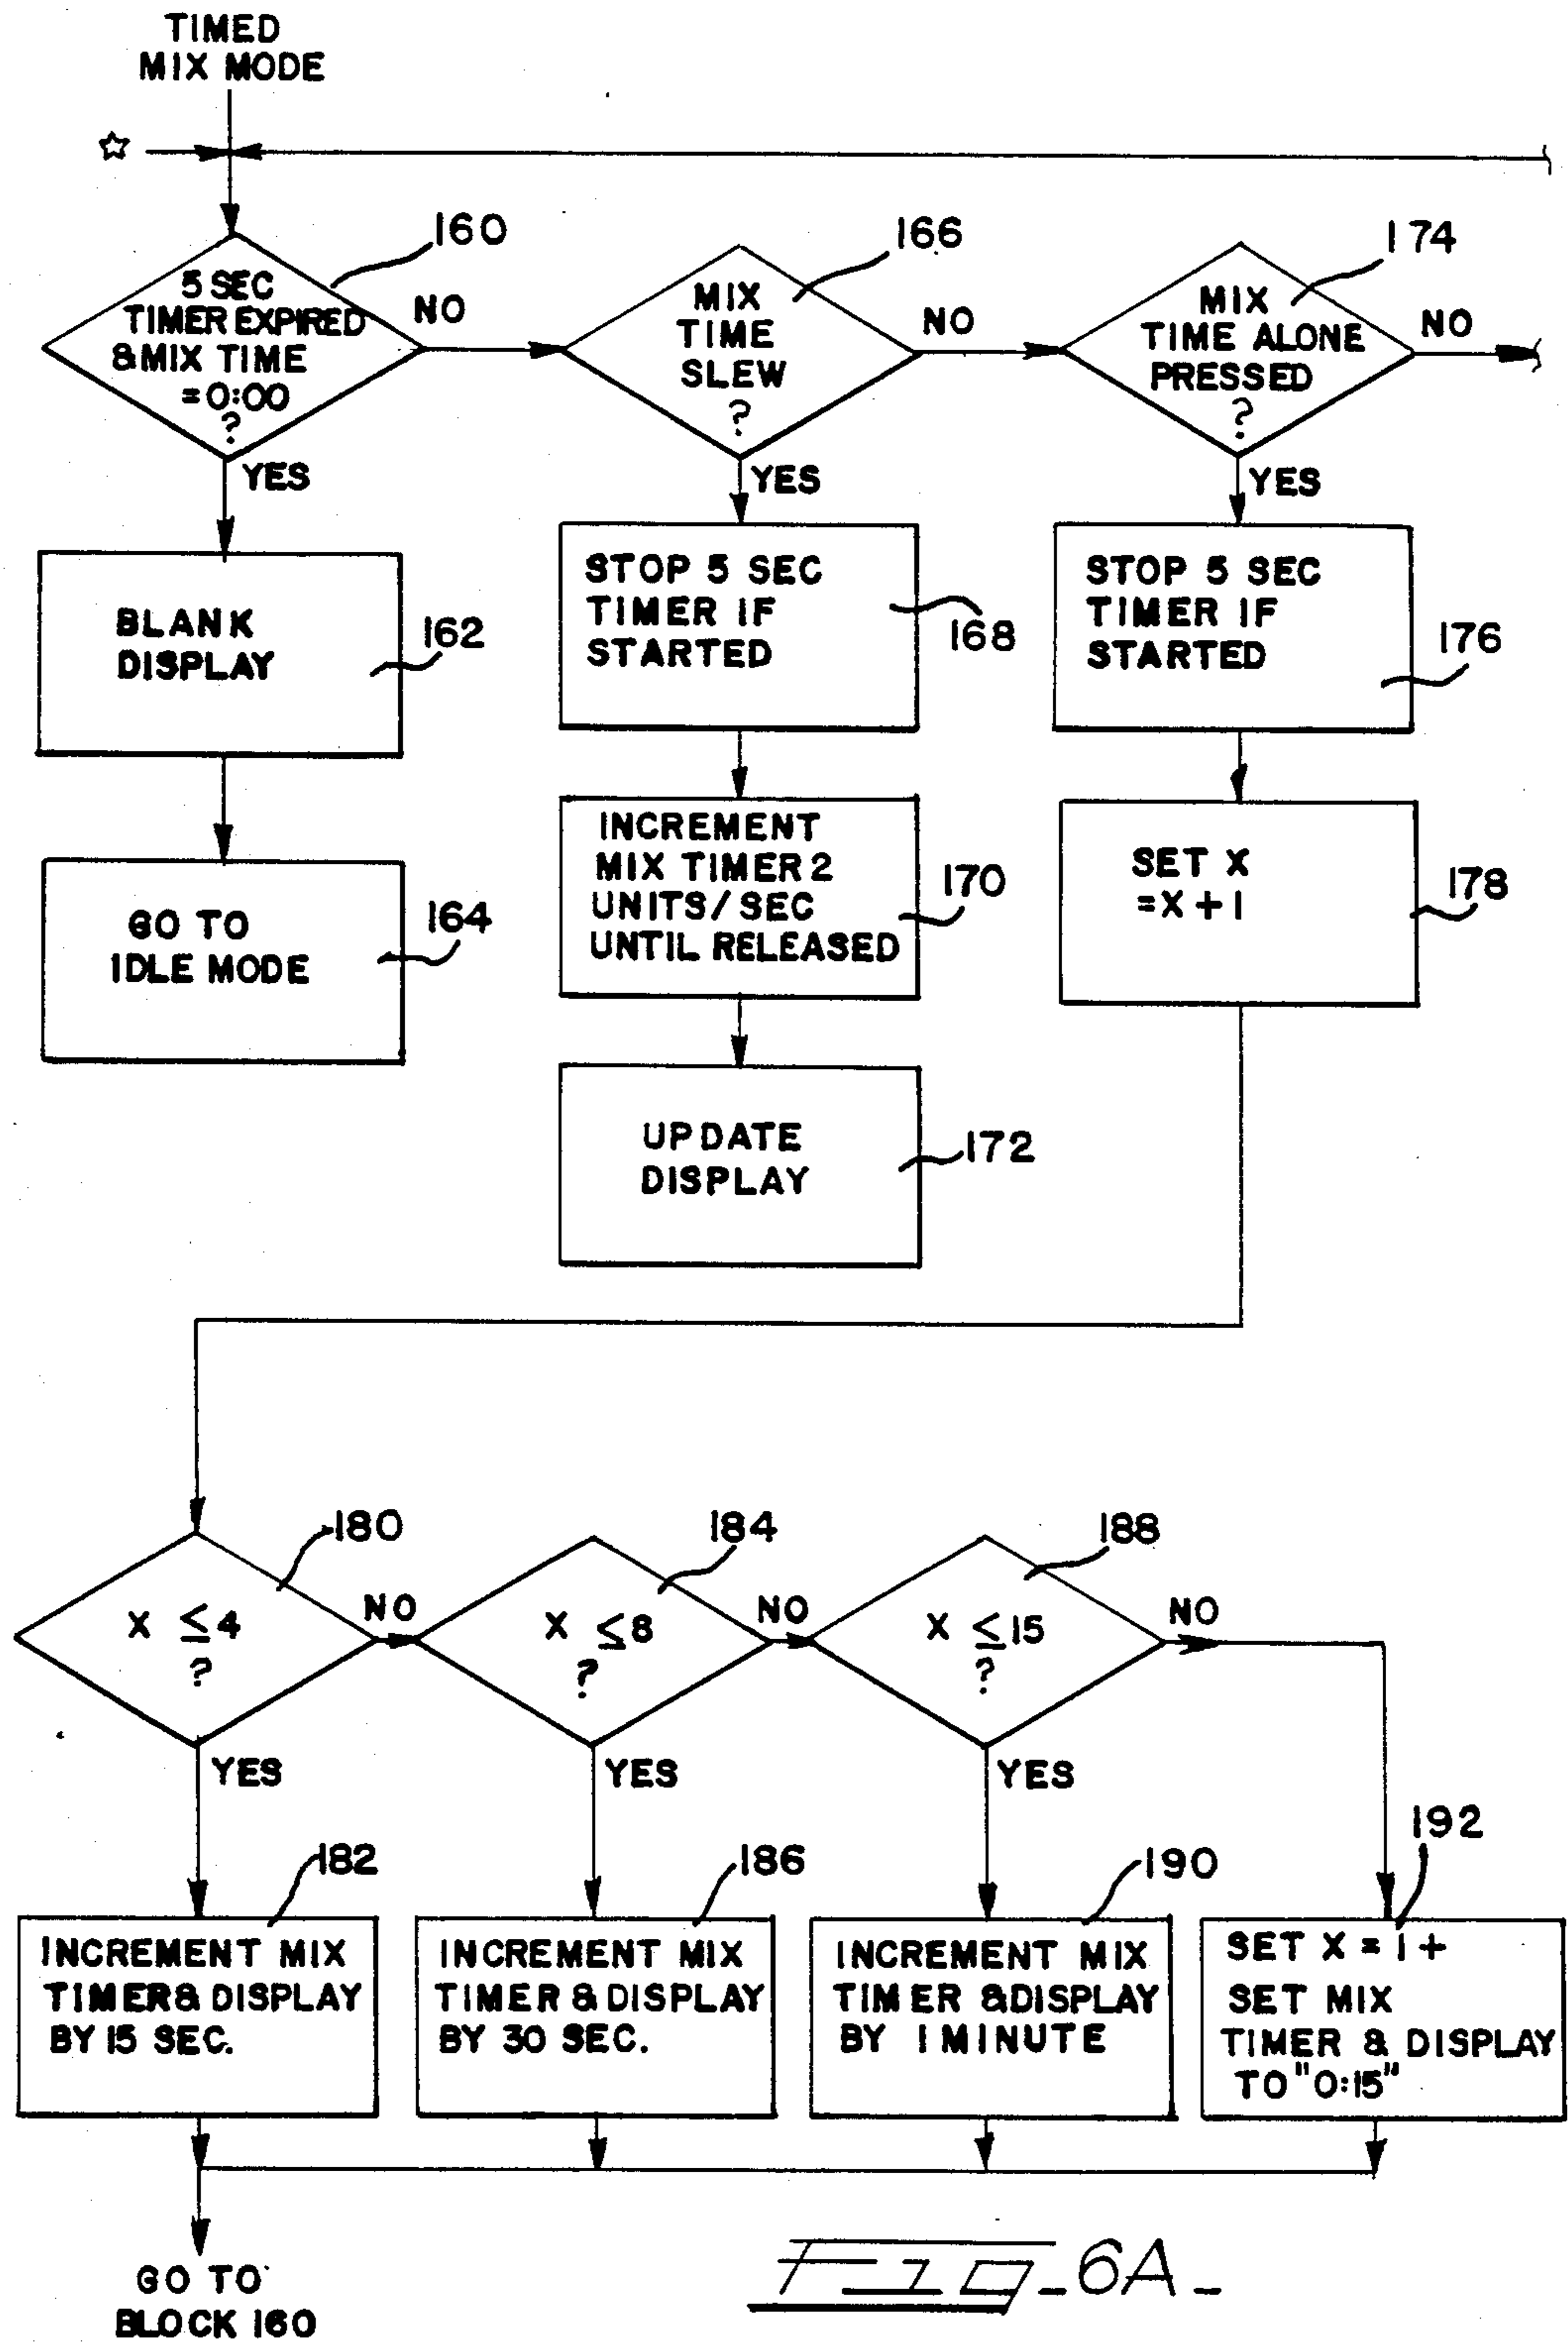 TIMED
MIX MODE
☆
160
5 SEC
TIMER EXPIRED
& MIX TIME
=0:00
?
NO
YES
166
MIX
TIME
SLEW
?
NO
YES
174
MIX
TIME ALONE
PRESSED
?
NO
YES
BLANK
DISPLAY
162
STOP 5 SEC
TIMER IF
STARTED
168
STOP 5 SEC
TIMER IF
STARTED
176
GO TO
IDLE MODE
164
INCREMENT
MIX TIMER 2
UNITS/SEC
UNTIL RELEASED
170
SET X
=X+1
178
UPDATE
DISPLAY
172
180
X ≤4
?
NO
YES
184
X ≤8
?
NO
YES
188
X ≤15
?
NO
YES
182
INCREMENT MIX
TIMER & DISPLAY
BY 15 SEC.
186
INCREMENT MIX
TIMER & DISPLAY
BY 30 SEC.
190
INCREMENT MIX
TIMER & DISPLAY
BY 1 MINUTE
192
SET X = 1 +
SET MIX
TIMER & DISPLAY
TO "0:15"
GO TO
BLOCK 160
Fig-6A-